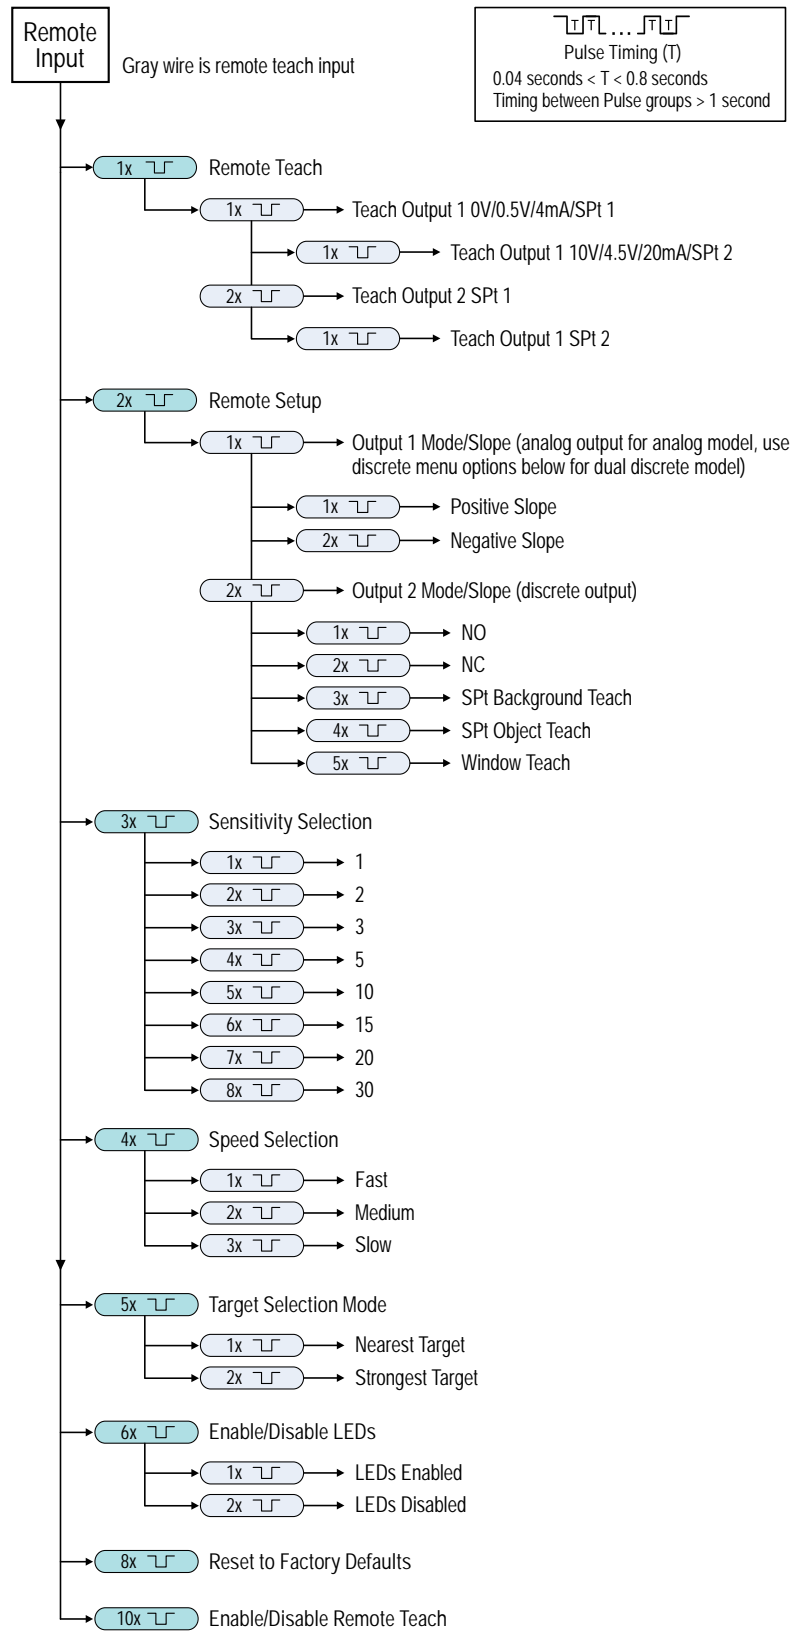 Remote
Input
Gray wire is remote teach input
T T ... T T
Pulse Timing (T)
0.04 seconds < T < 0.8 seconds
Timing between Pulse groups > 1 second
1x Remote Teach
1x Teach Output 1 0V/0.5V/4mA/SPt 1
1x Teach Output 1 10V/4.5V/20mA/SPt 2
2x Teach Output 2 SPt 1
1x Teach Output 1 SPt 2
2x Remote Setup
1x Output 1 Mode/Slope (analog output for analog model, use
discrete menu options below for dual discrete model)
1x Positive Slope
2x Negative Slope
2x Output 2 Mode/Slope (discrete output)
1x NO
2x NC
3x SPt Background Teach
4x SPt Object Teach
5x Window Teach
3x Sensitivity Selection
1x 1
2x 2
3x 3
4x 5
5x 10
6x 15
7x 20
8x 30
4x Speed Selection
1x Fast
2x Medium
3x Slow
5x Target Selection Mode
1x Nearest Target
2x Strongest Target
6x Enable/Disable LEDs
1x LEDs Enabled
2x LEDs Disabled
8x Reset to Factory Defaults
10x Enable/Disable Remote Teach